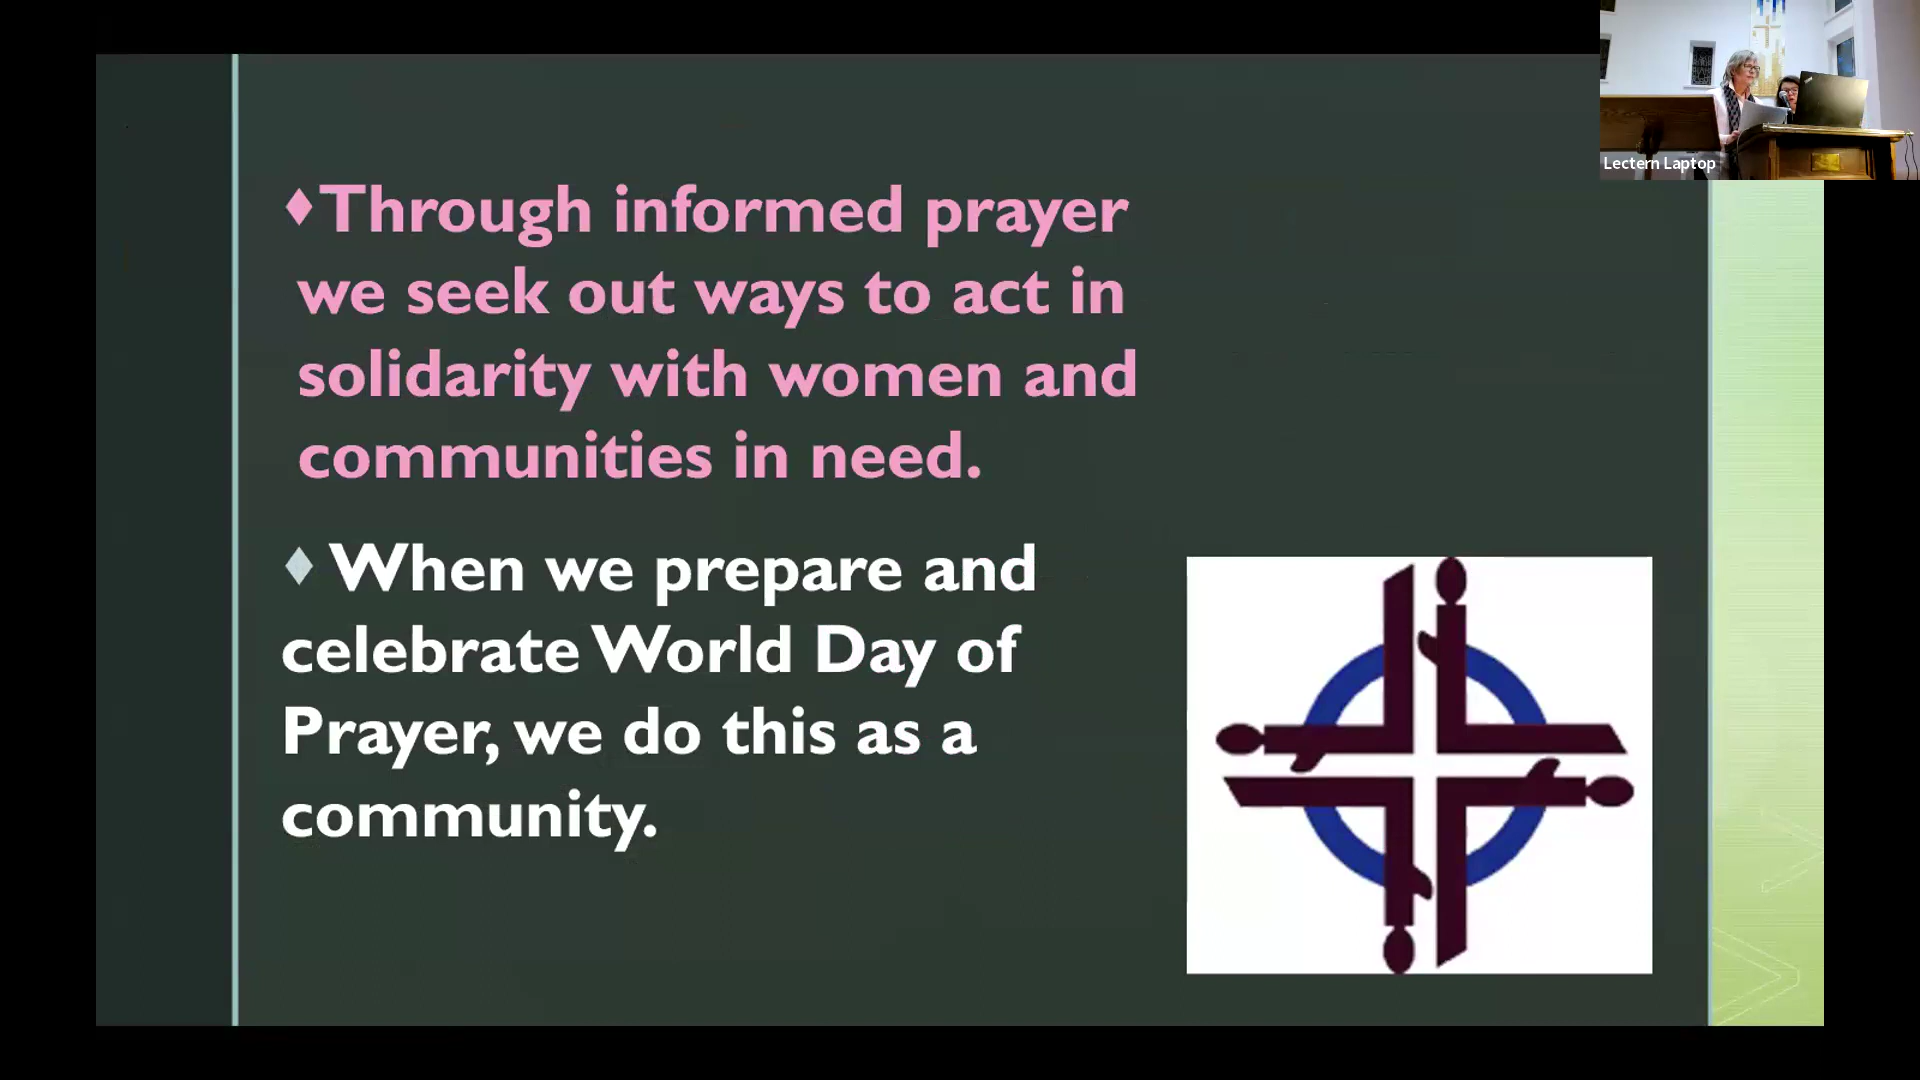 Lectern Laptop
♦Through informed prayer
we seek out ways to act in
solidarity with women and
communities in need.
♦ When we prepare and
celebrate World Day of
Prayer, we do this as a
community.